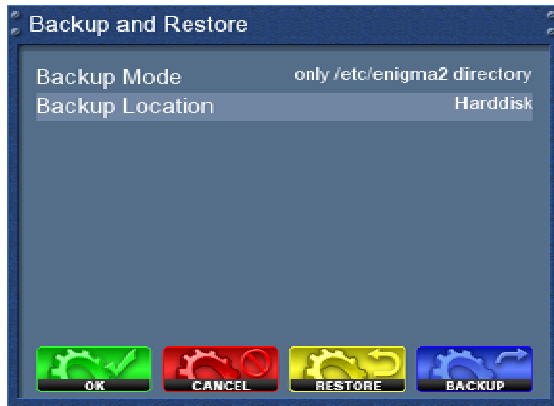 Backup and Restore
Backup Mode only /etc/enigma2 directory
Backup Location Harddisk
OK CANCEL RESTORE BACKUP